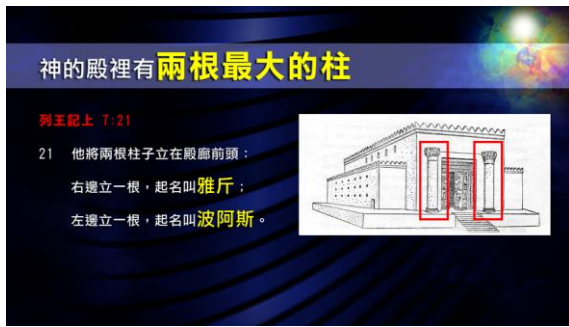 神的殿裡有兩根最大的柱
列王記上 7:21
21 他將兩根柱子立在殿廊前頭：
右邊立一根，起名叫雅斤；
左邊立一根，起名叫波阿斯。